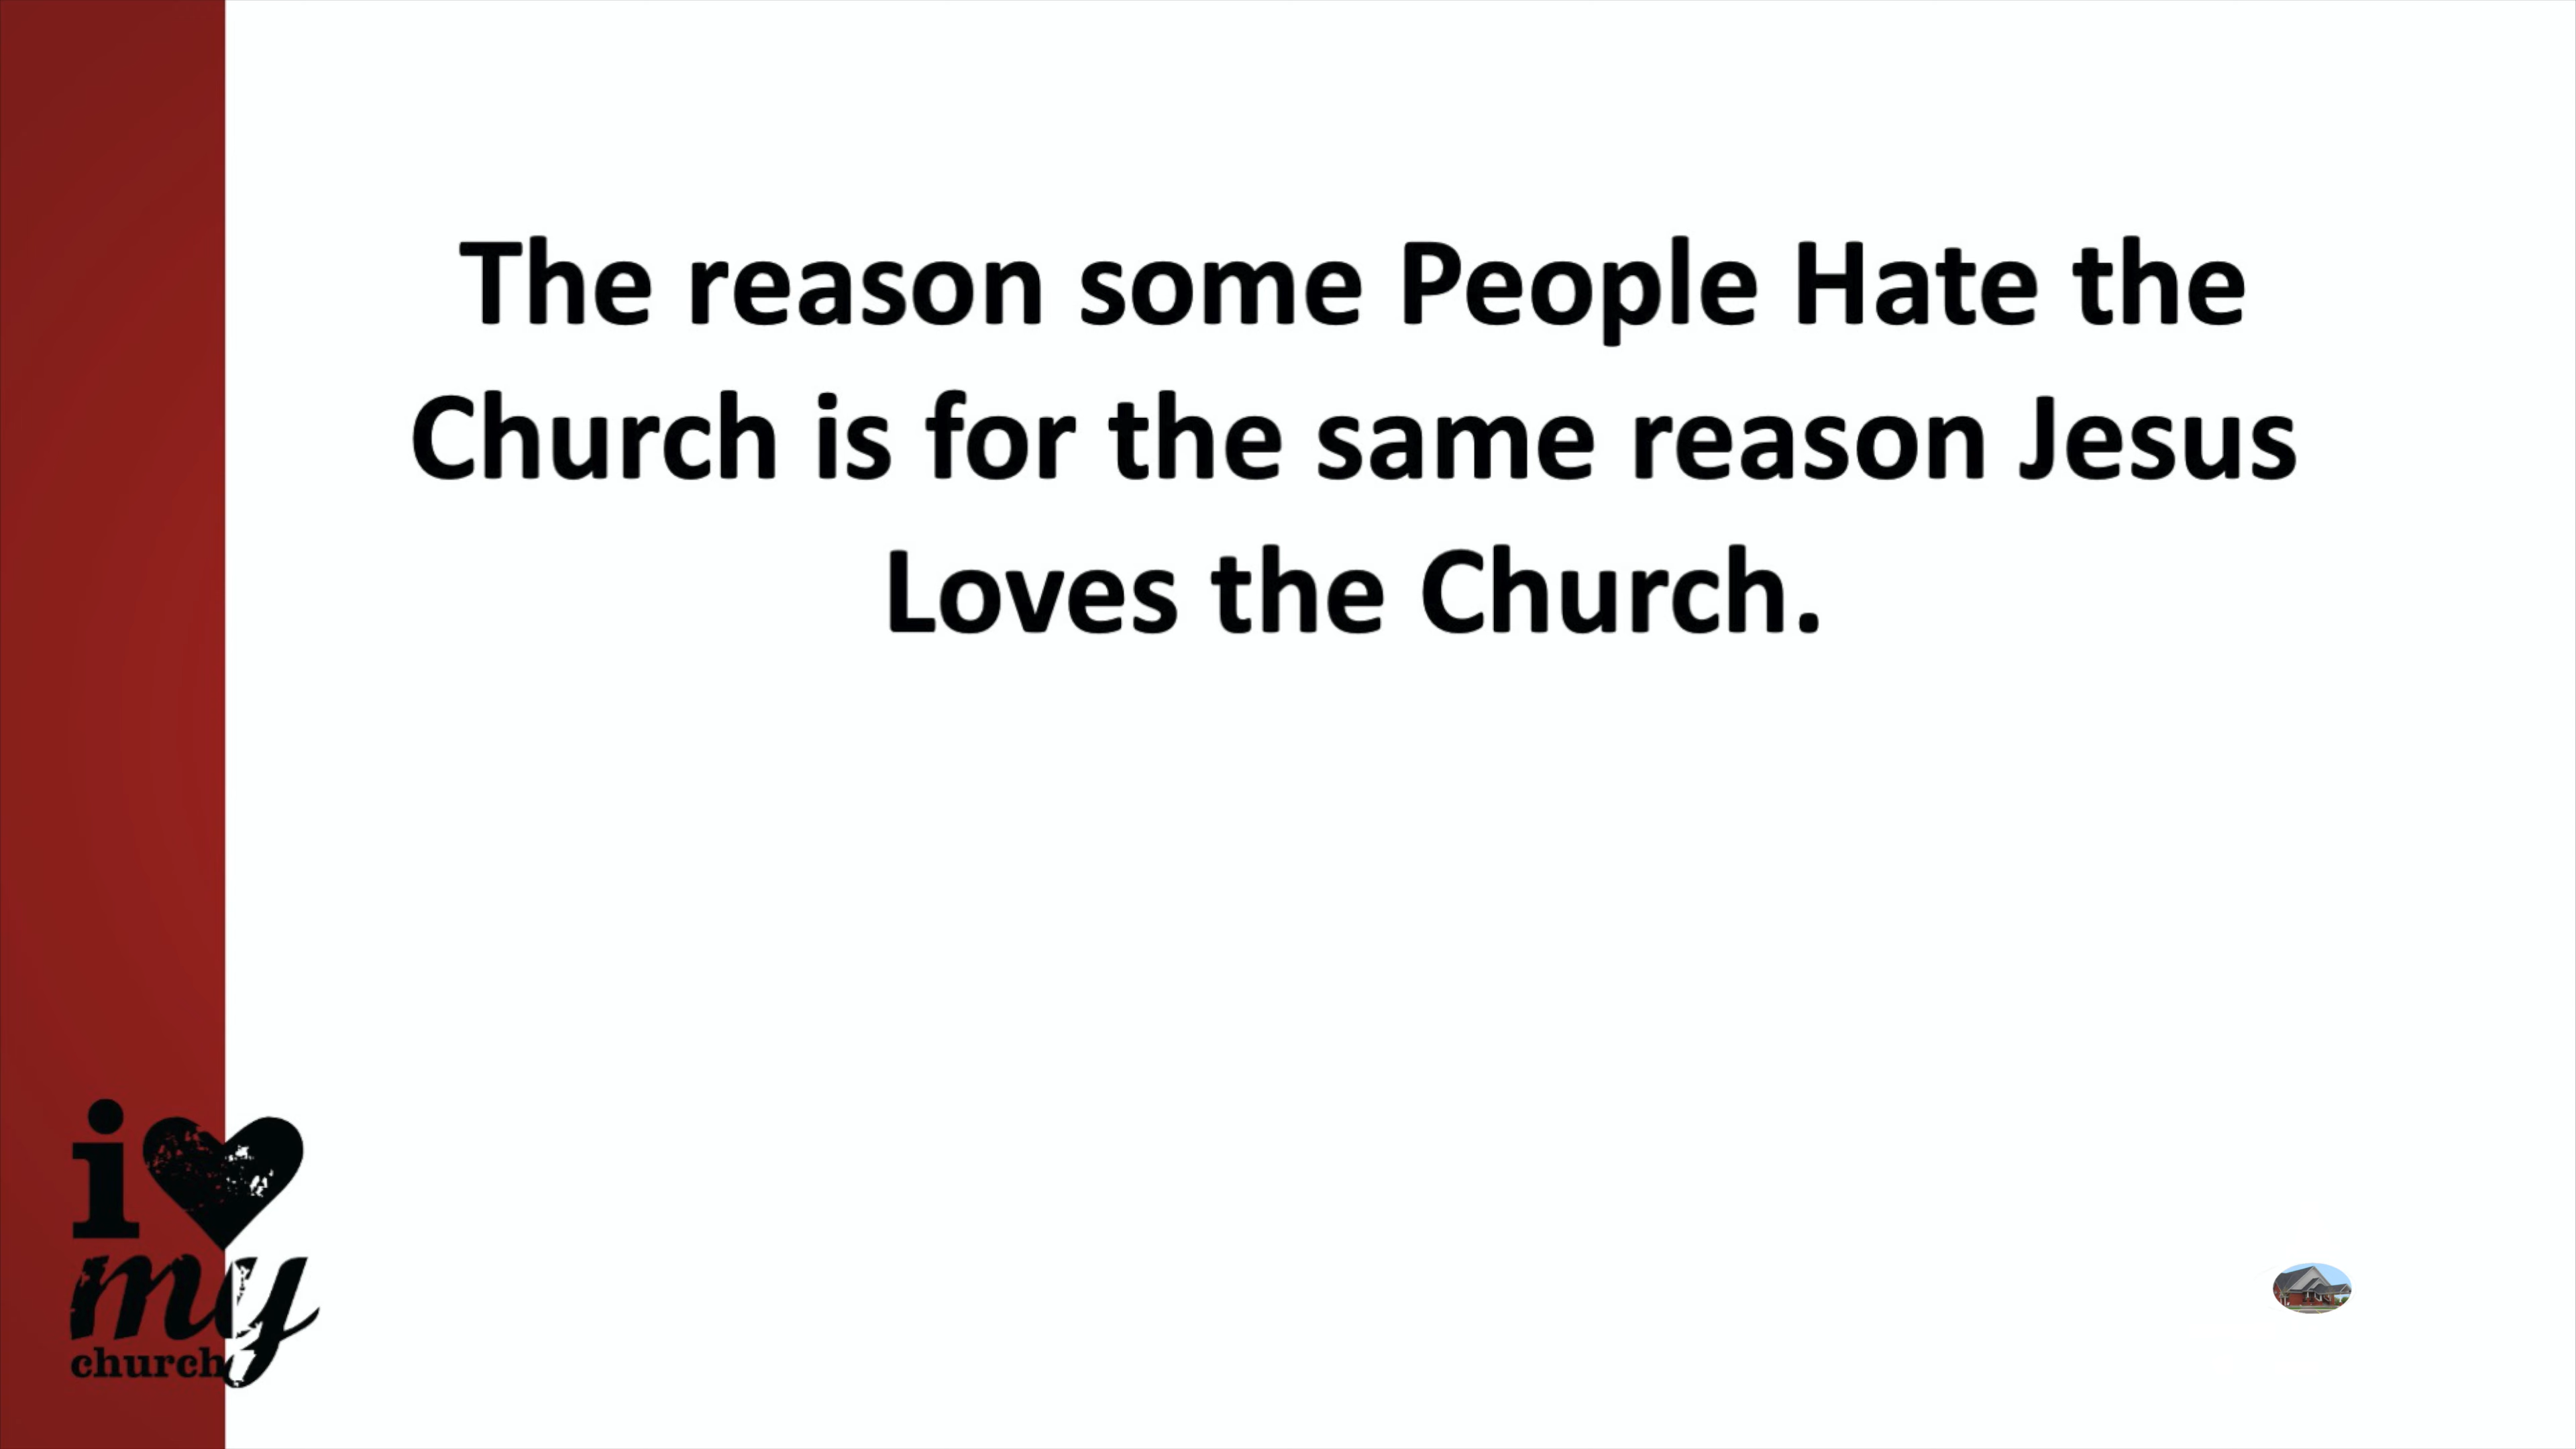 The reason some People Hate the
Church is for the same reason Jesus
Loves the Church.
i
my
church